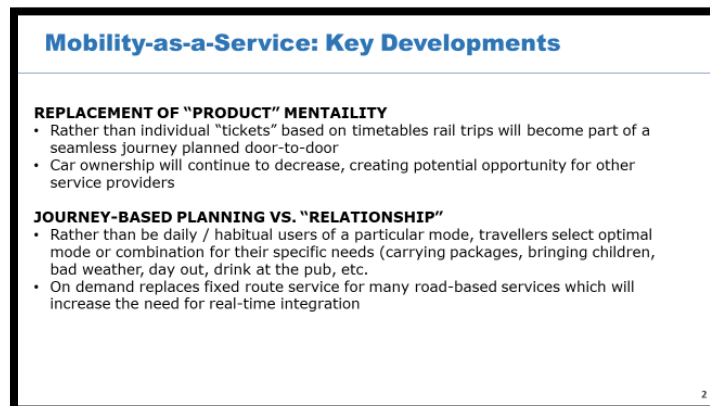 Mobility-as-a-Service: Key Developments
REPLACEMENT OF “PRODUCT” MENTAILITY
• Rather than individual “tickets” based on timetables rail trips will become part of a
seamless journey planned door-to-door
• Car ownership will continue to decrease, creating potential opportunity for other
service providers
JOURNEY-BASED PLANNING VS. “RELATIONSHIP”
• Rather than be daily / habitual users of a particular mode, travellers select optimal
mode or combination for their specific needs (carrying packages, bringing children,
bad weather, day out, drink at the pub, etc.
• On demand replaces fixed route service for many road-based services which will
increase the need for real-time integration
2